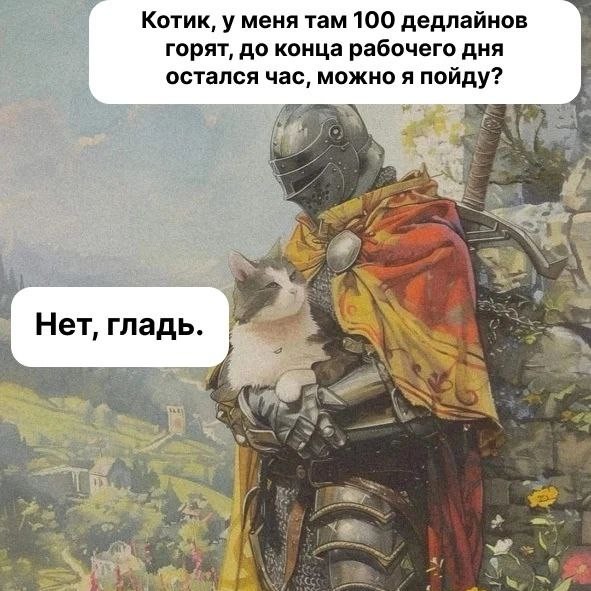 Котик, у меня там 100 дедлайнов
горят, до конца рабочего дня
остался час, можно я пойду?
Нет, гладь.